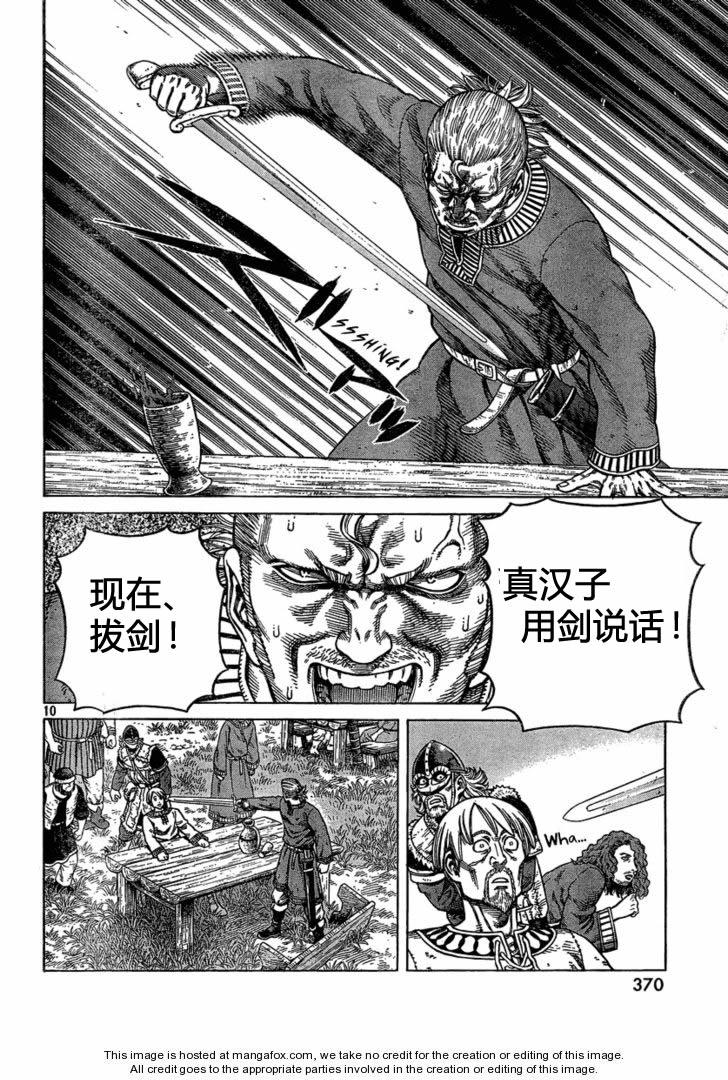 SSSHING!
现在、
拔剑！
真汉子
用剑说话！
10
Wha...
370
This image is hosted at mangafox.com, we take no credit for the creation or editing of this image.
All credit goes to the appropriate parties involved in the creation and editing of this image.